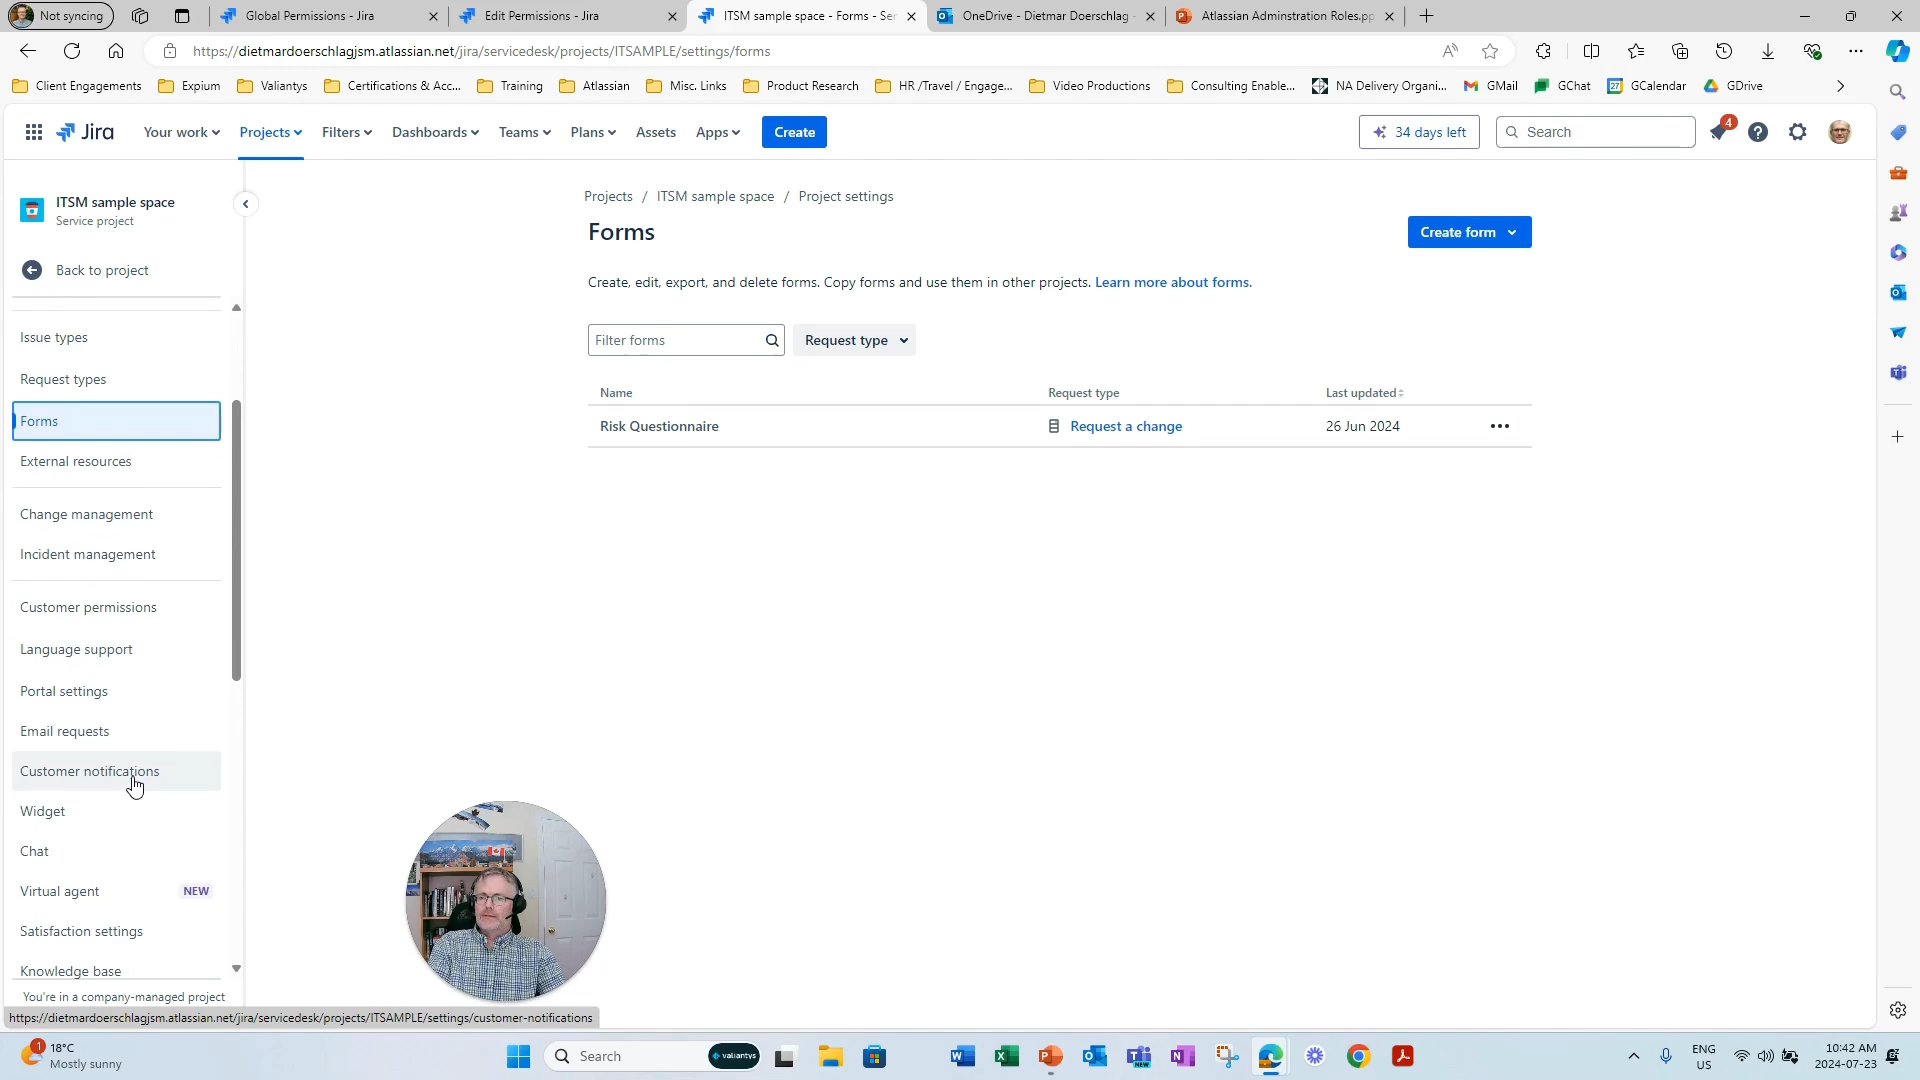 Not syncing
Global Permissions - Jira
Edit Permissions - Jira
ITSM sample space - Forms - Ser
OneDrive - Dietmar Doerschlag -
Atlassian Adminstration Roles.pp
https://dietmardoerschlagjsm.atlassian.net/jira/servicedesk/projects/ITSAMPLE/settings/forms
Client Engagements
Expium
Valiantys
Certifications & Acc...
Training
Atlassian
Misc. Links
Product Research
HR /Travel / Engage...
Video Productions
Consulting Enable...
NA Delivery Organi...
GMail
GChat
27 GCalendar
GDrive
Jira
Your work
Projects
Filters
Dashboards
Teams
Plans
Assets
Apps
Create
34 days left
Search
4
ITSM sample space
Service project
Back to project
Issue types
Request types
Forms
External resources
Change management
Incident management
Customer permissions
Language support
Portal settings
Email requests
Customer notifications
Widget
Chat
Virtual agent NEW
Satisfaction settings
Knowledge base
You're in a company-managed project
https://dietmardoerschlagjsm.atlassian.net/jira/servicedesk/projects/ITSAMPLE/settings/customer-notifications
Projects / ITSM sample space / Project settings
Forms
Create form
Create, edit, export, and delete forms. Copy forms and use them in other projects. Learn more about forms.
Filter forms
Request type
Name Request type Last updated
Risk Questionnaire Request a change 26 Jun 2024
1
18°C
Mostly sunny
Search
valiantys
NEW
ENG
US
10:42 AM
2024-07-23